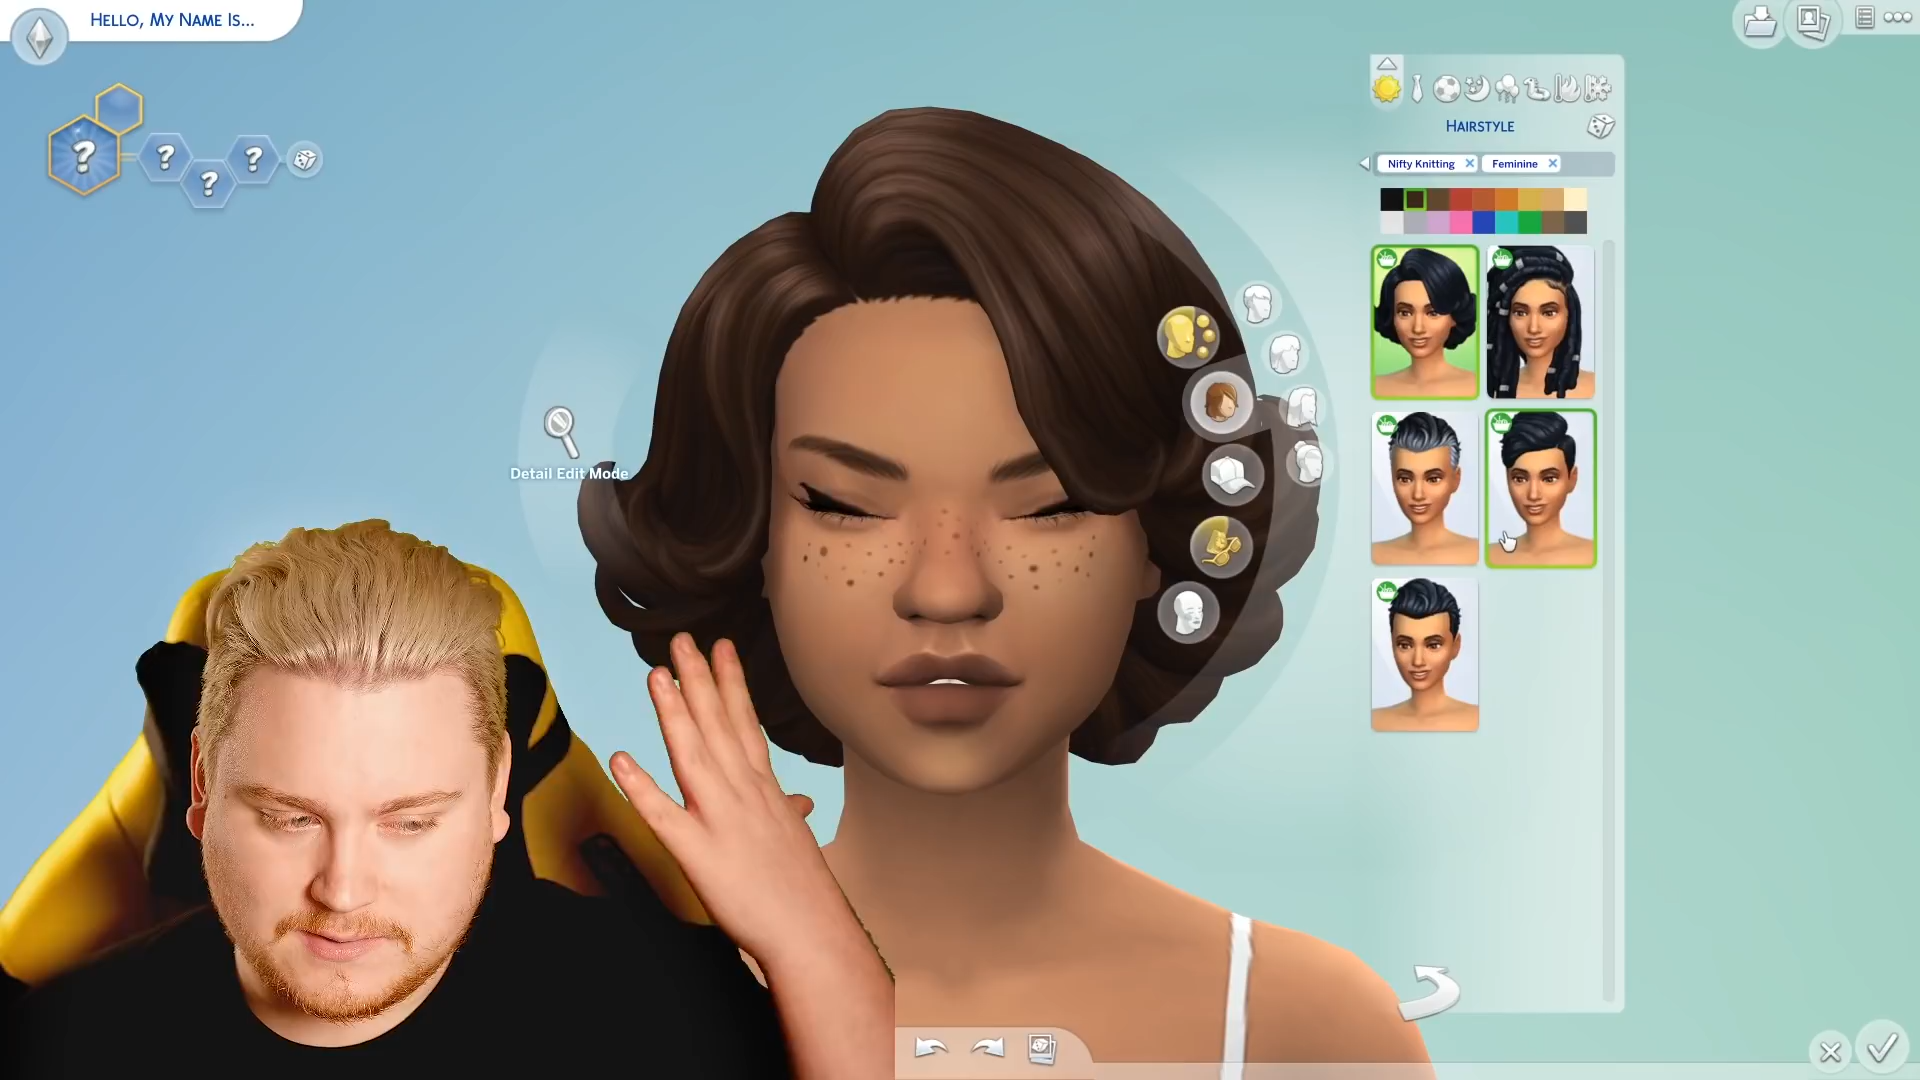 Hello, My Name Is...
Hairstyle
Nifty Knitting
Feminine
Detail Edit Mode